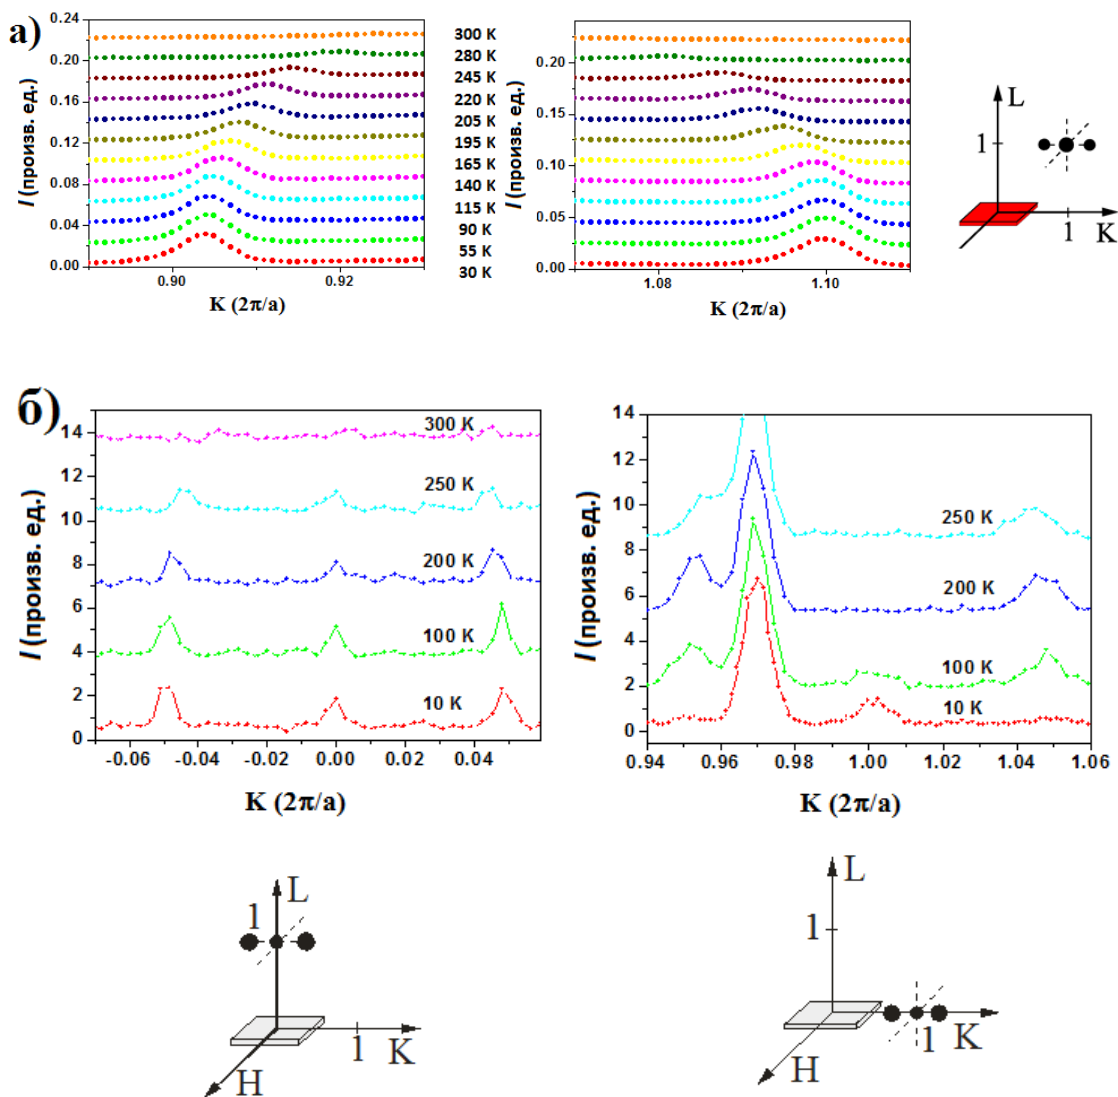 а)
I (произв. ед.)
0.24
0.20
0.16
0.12
0.08
0.04
0.00
0.90
0.92
K (2π/a)
300 K
280 K
245 K
220 K
205 K
195 K
165 K
140 K
115 K
90 K
55 K
30 K
I (произв. ед.)
0.20
0.15
0.10
0.05
0.00
1.08
1.10
K (2π/a)
L
1
1
K
б)
I (произв. ед.)
14
12
10
8
6
4
2
0
300 K
250 K
200 K
100 K
10 K
-0.06
-0.04
-0.02
0.00
0.02
0.04
K (2π/a)
I (произв. ед.)
14
12
10
8
6
4
2
0
250 K
200 K
100 K
10 K
0.94
0.96
0.98
1.00
1.02
1.04
1.06
K (2π/a)
L
1
1
K
H
L
1
1
K
H